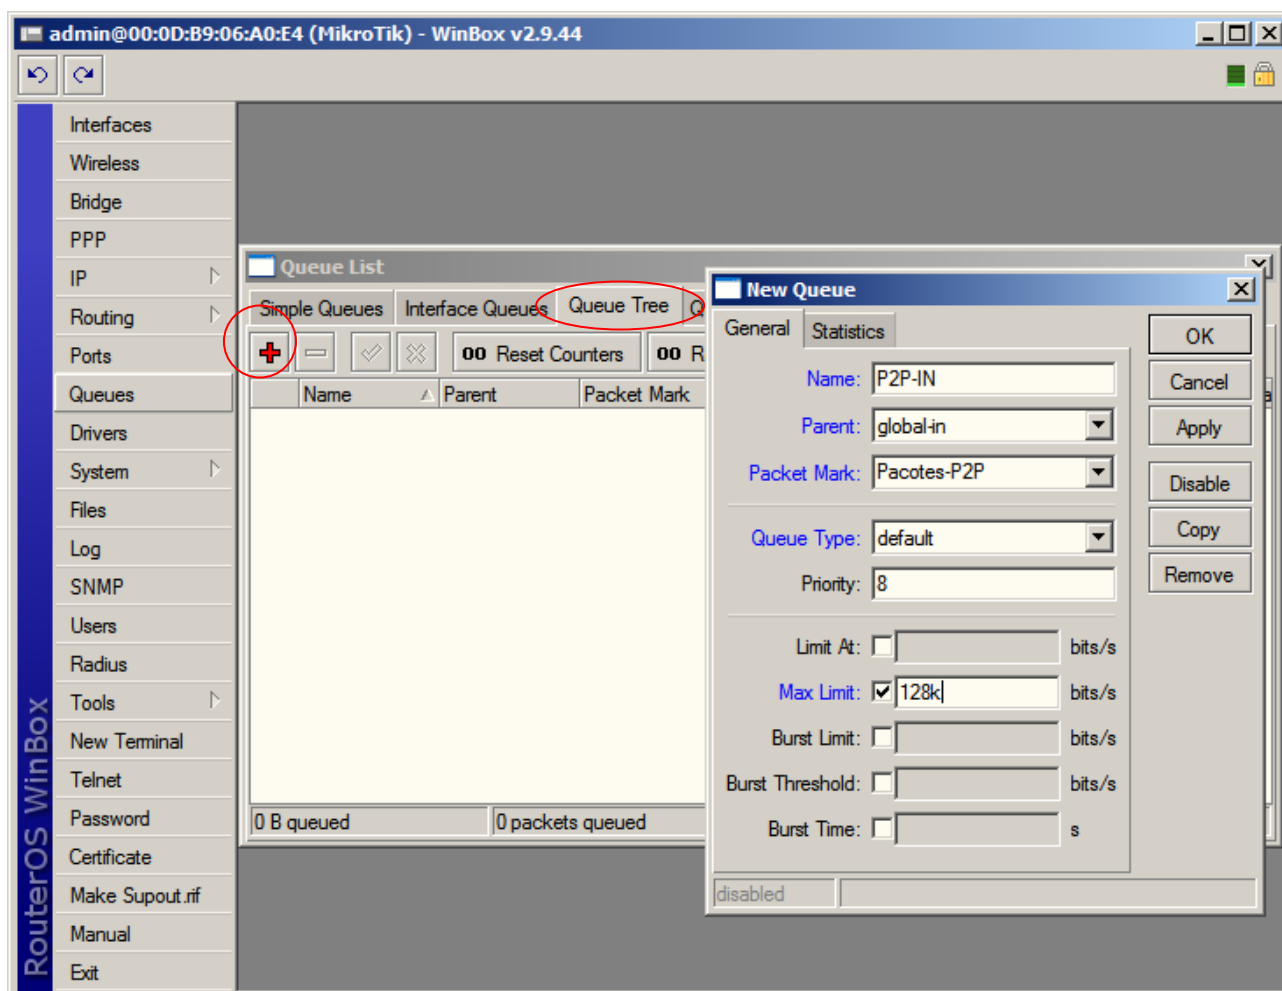 admin@00:0D:B9:06:A0:E4 (MikroTik) - WinBox v2.9.44
RouterOS WinBox
Interfaces
Wireless
Bridge
PPP
IP
Routing
Ports
Queues
Drivers
System
Files
Log
SNMP
Users
Radius
Tools
New Terminal
Telnet
Password
Certificate
Make Supout.rif
Manual
Exit
Queue List
Simple Queues Interface Queues Queue Tree Q
00 Reset Counters 00 R
Name Parent Packet Mark
0 B queued 0 packets queued
New Queue
General Statistics
Name: P2P-IN
Parent: global-in
Packet Mark: Pacotes-P2P
Queue Type: default
Priority: 8
Limit At: bits/s
Max Limit: 128k bits/s
Burst Limit: bits/s
Burst Threshold: bits/s
Burst Time: s
disabled
OK
Cancel
Apply
Disable
Copy
Remove